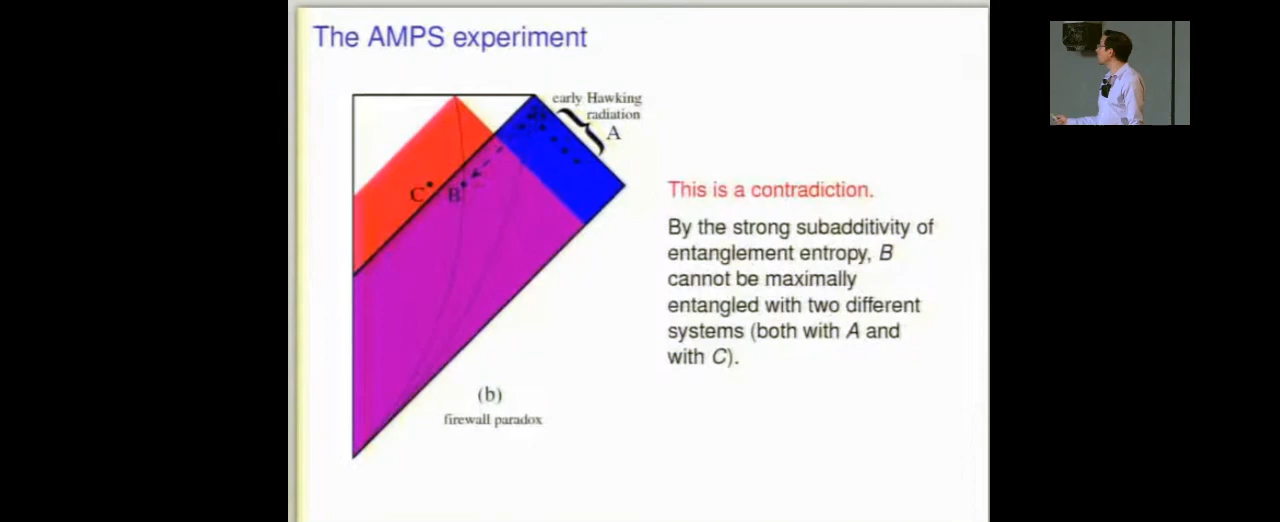 The AMPS experiment
early Hawking
radiation
A
C
B
This is a contradiction.
By the strong subadditivity of
entanglement entropy, B
cannot be maximally
entangled with two different
systems (both with A and
with C).
(b)
firewall paradox